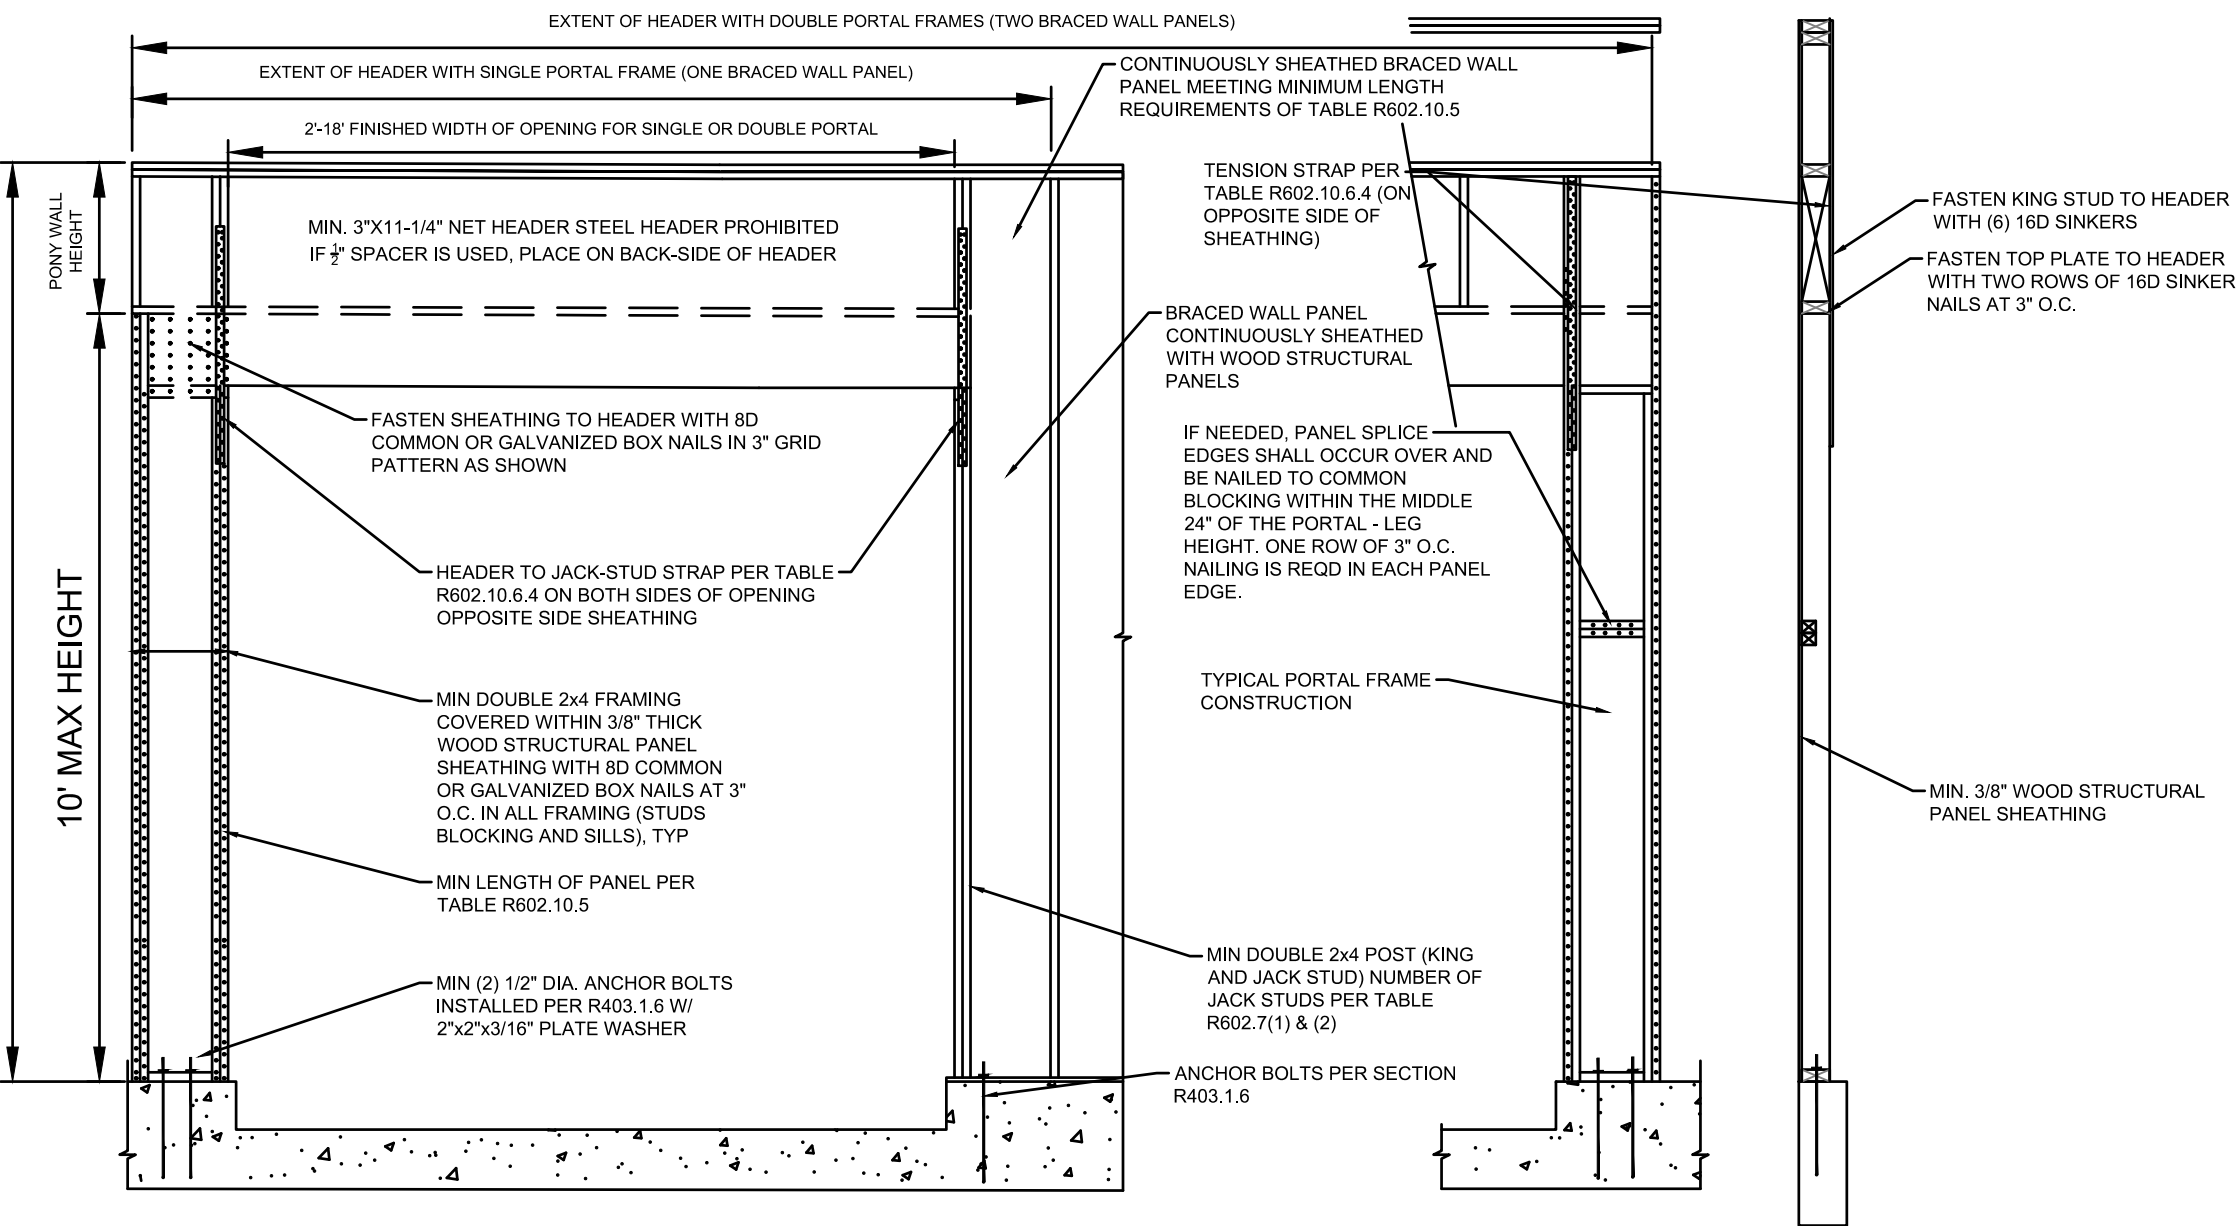 EXTENT OF HEADER WITH DOUBLE PORTAL FRAMES (TWO BRACED WALL PANELS)
EXTENT OF HEADER WITH SINGLE PORTAL FRAME (ONE BRACED WALL PANEL)
2'-18' FINISHED WIDTH OF OPENING FOR SINGLE OR DOUBLE PORTAL
PONY WALL
HEIGHT
10' MAX HEIGHT
MIN. 3"X11-1/4" NET HEADER STEEL HEADER PROHIBITED
IF 1/2" SPACER IS USED, PLACE ON BACK-SIDE OF HEADER
FASTEN SHEATHING TO HEADER WITH 8D
COMMON OR GALVANIZED BOX NAILS IN 3" GRID
PATTERN AS SHOWN
HEADER TO JACK-STUD STRAP PER TABLE
R602.10.6.4 ON BOTH SIDES OF OPENING
OPPOSITE SIDE SHEATHING
MIN DOUBLE 2x4 FRAMING
COVERED WITHIN 3/8" THICK
WOOD STRUCTURAL PANEL
SHEATHING WITH 8D COMMON
OR GALVANIZED BOX NAILS AT 3"
O.C. IN ALL FRAMING (STUDS
BLOCKING AND SILLS), TYP
MIN LENGTH OF PANEL PER
TABLE R602.10.5
MIN (2) 1/2" DIA. ANCHOR BOLTS
INSTALLED PER R403.1.6 W/
2"x2"x3/16" PLATE WASHER
CONTINUOUSLY SHEATHED BRACED WALL
PANEL MEETING MINIMUM LENGTH
REQUIREMENTS OF TABLE R602.10.5
TENSION STRAP PER
TABLE R602.10.6.4 (ON
OPPOSITE SIDE OF
SHEATHING)
BRACED WALL PANEL
CONTINUOUSLY SHEATHED
WITH WOOD STRUCTURAL
PANELS
IF NEEDED, PANEL SPLICE
EDGES SHALL OCCUR OVER AND
BE NAILED TO COMMON
BLOCKING WITHIN THE MIDDLE
24" OF THE PORTAL - LEG
HEIGHT. ONE ROW OF 3" O.C.
NAILING IS REQD IN EACH PANEL
EDGE.
TYPICAL PORTAL FRAME
CONSTRUCTION
MIN DOUBLE 2x4 POST (KING
AND JACK STUD) NUMBER OF
JACK STUDS PER TABLE
R602.7(1) & (2)
ANCHOR BOLTS PER SECTION
R403.1.6
FASTEN KING STUD TO HEADER
WITH (6) 16D SINKERS
FASTEN TOP PLATE TO HEADER
WITH TWO ROWS OF 16D SINKER
NAILS AT 3" O.C.
MIN. 3/8" WOOD STRUCTURAL
PANEL SHEATHING